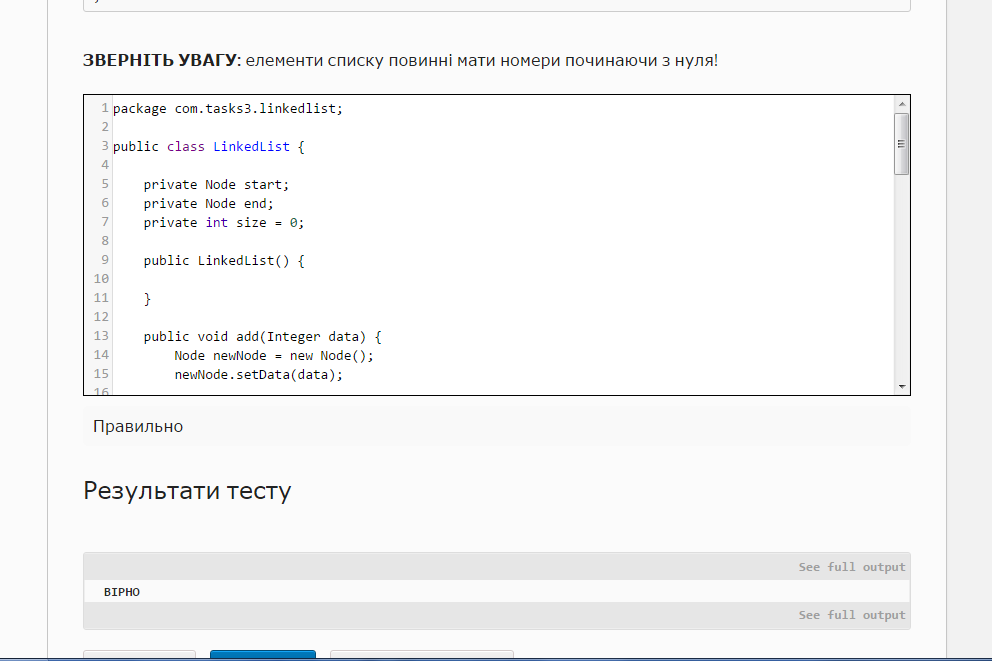 ЗВЕРНІТЬ УВАГУ: елементи списку повинні мати номери починаючи з нуля!
1 package com.tasks3.linkedlist;
2
3 public class LinkedList {
4
5 private Node start;
6 private Node end;
7 private int size = 0;
8
9 public LinkedList() {
10
11 }
12
13 public void add(Integer data) {
14 Node newNode = new Node();
15 newNode.setData(data);
16
Правильно
Результати тесту
See full output
ВІРНО
See full output